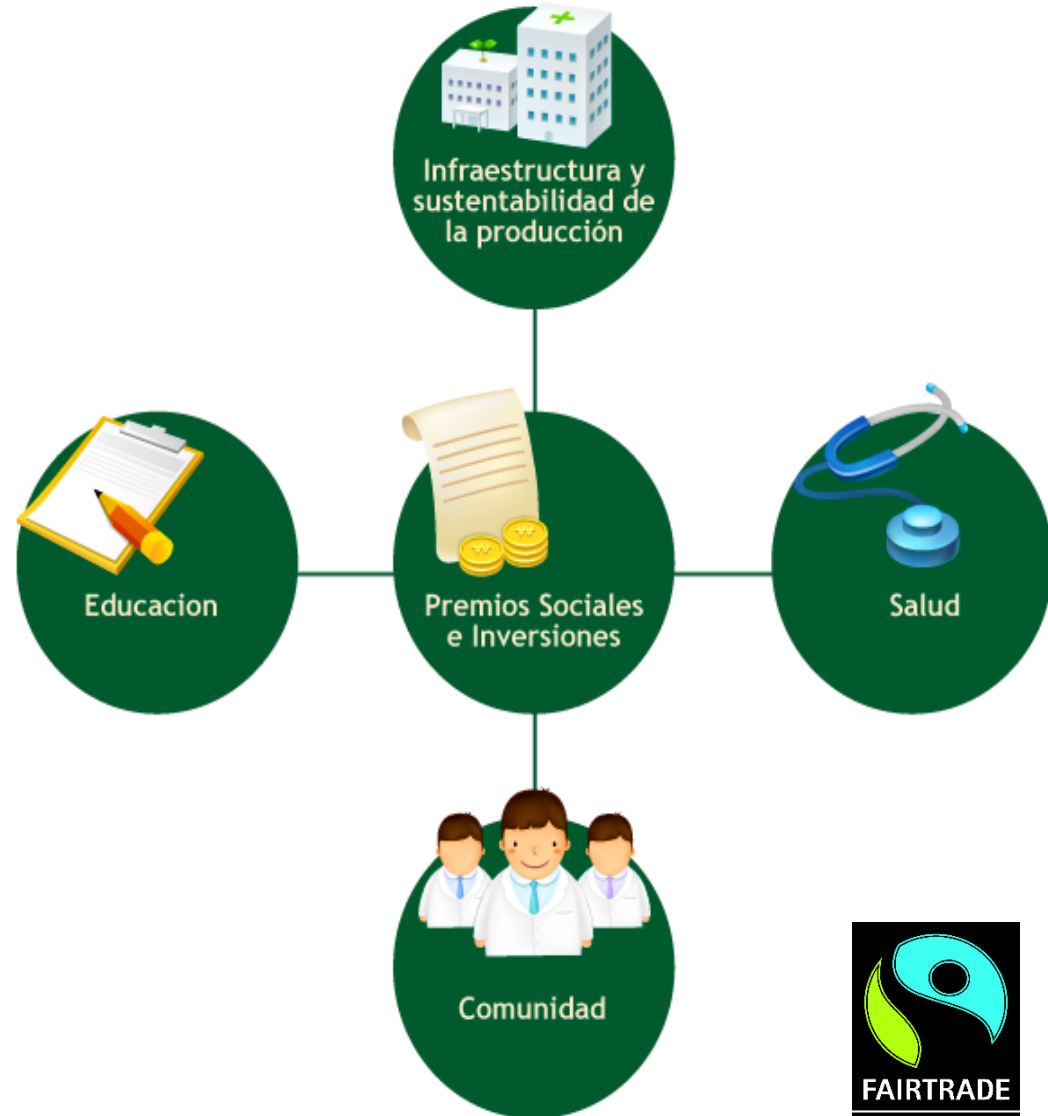 Infraestructura y
sustentabilidad de
la producción
Educacion
Premios Sociales
e Inversiones
Salud
Comunidad
FAIRTRADE